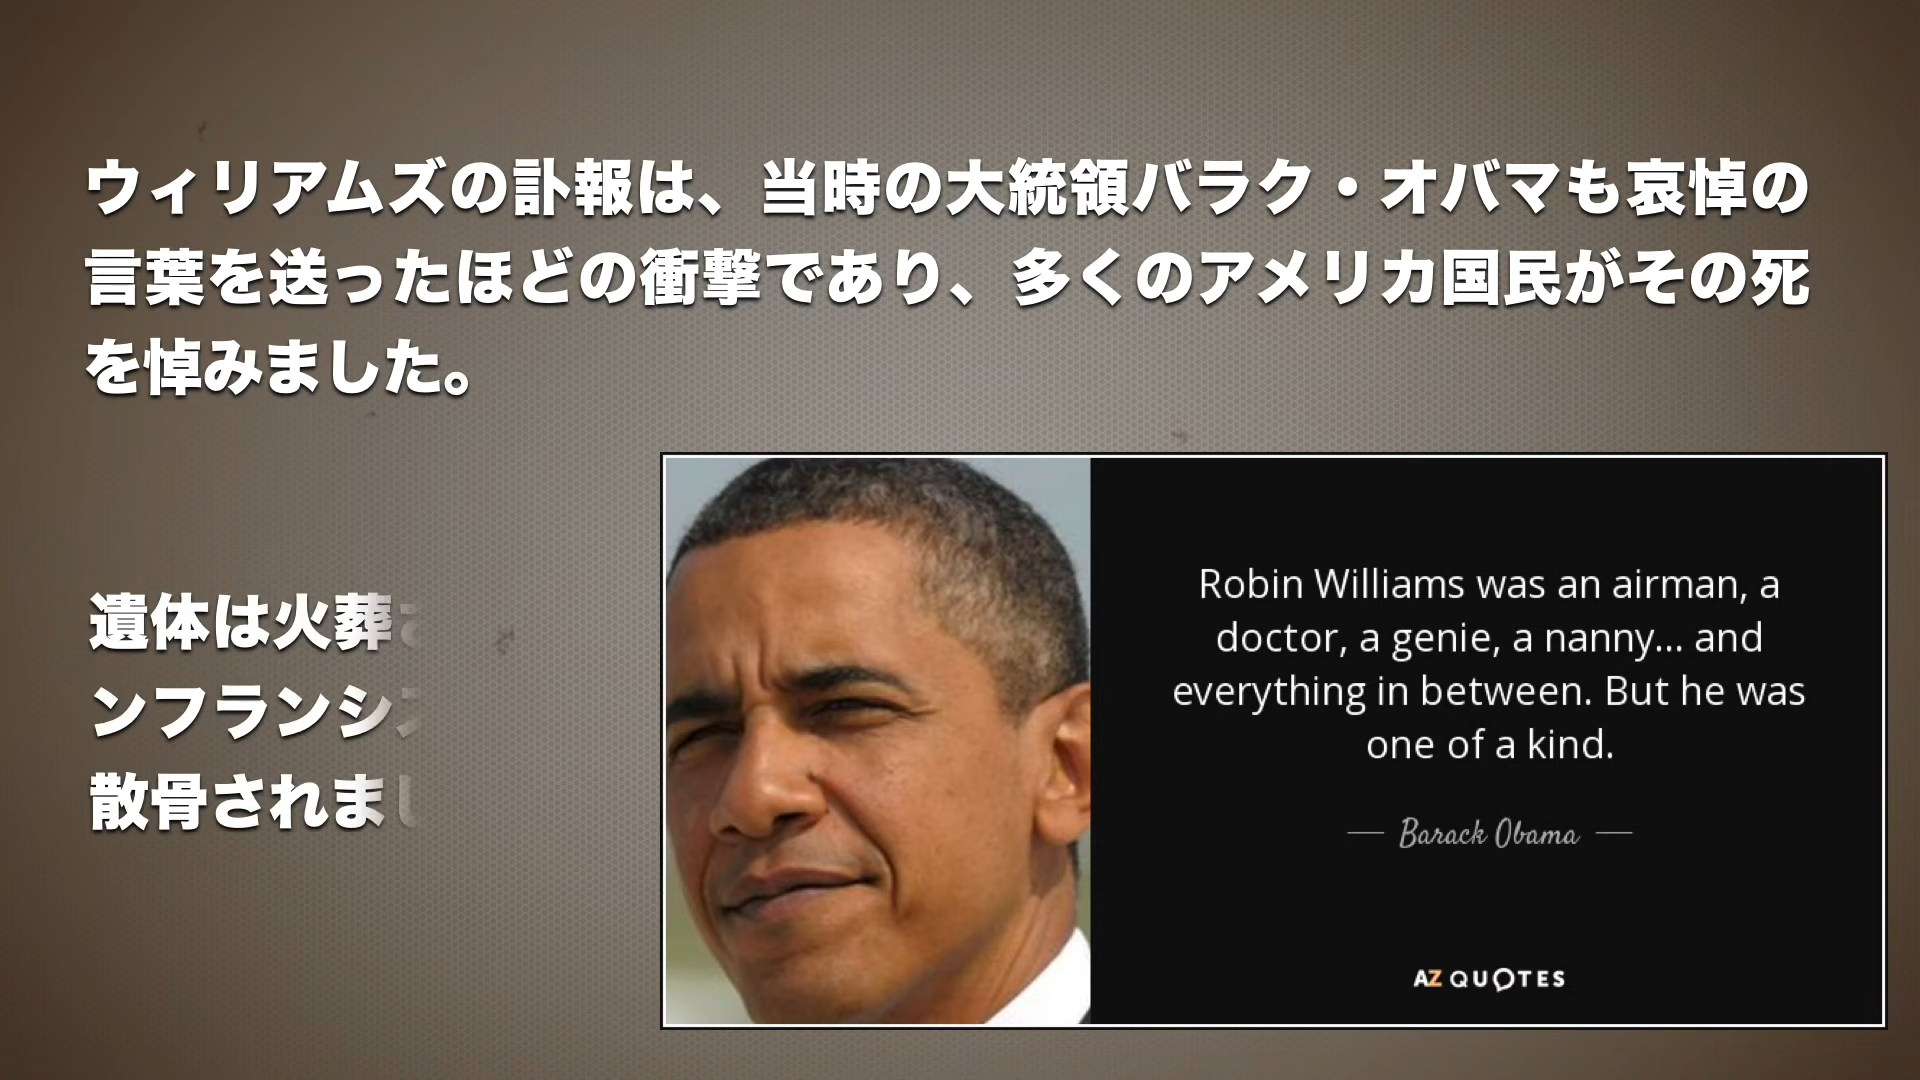 ウィリアムズの訃報は、当時の大統領バラク・オバマも哀悼の
言葉を送ったほどの衝撃であり、多くのアメリカ国民がその死
を悼みました。
遺体は火葬さ
ンフランシス
散骨されまし
Robin Williams was an airman, a
doctor, a genie, a nanny... and
everything in between. But he was
one of a kind.
Barack Obama
AZ QUOTES